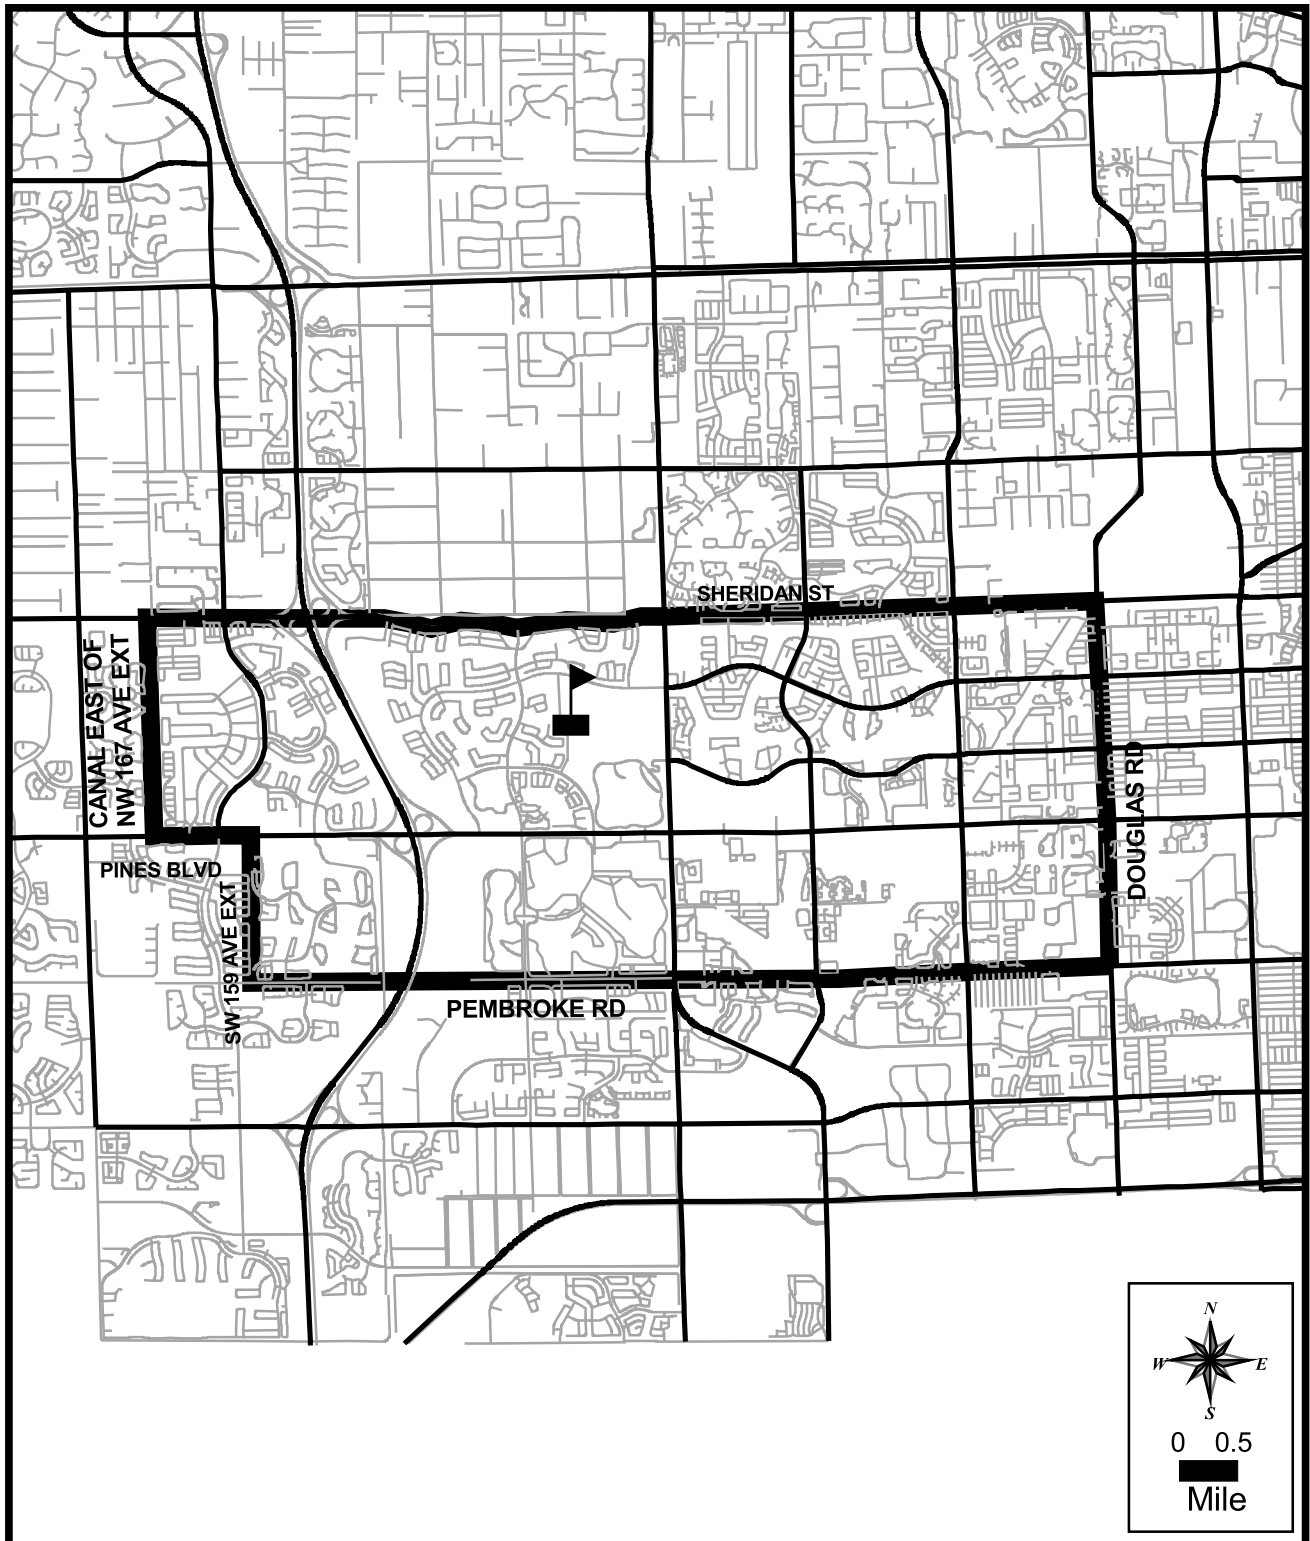 SHERIDAN ST
CANAL EAST OF
NW 167 AVE EXT
DOUGLAS RD
PINES BLVD
SW 159 AVE EXT
PEMBROKE RD
N
W E
S
0 0.5
Mile